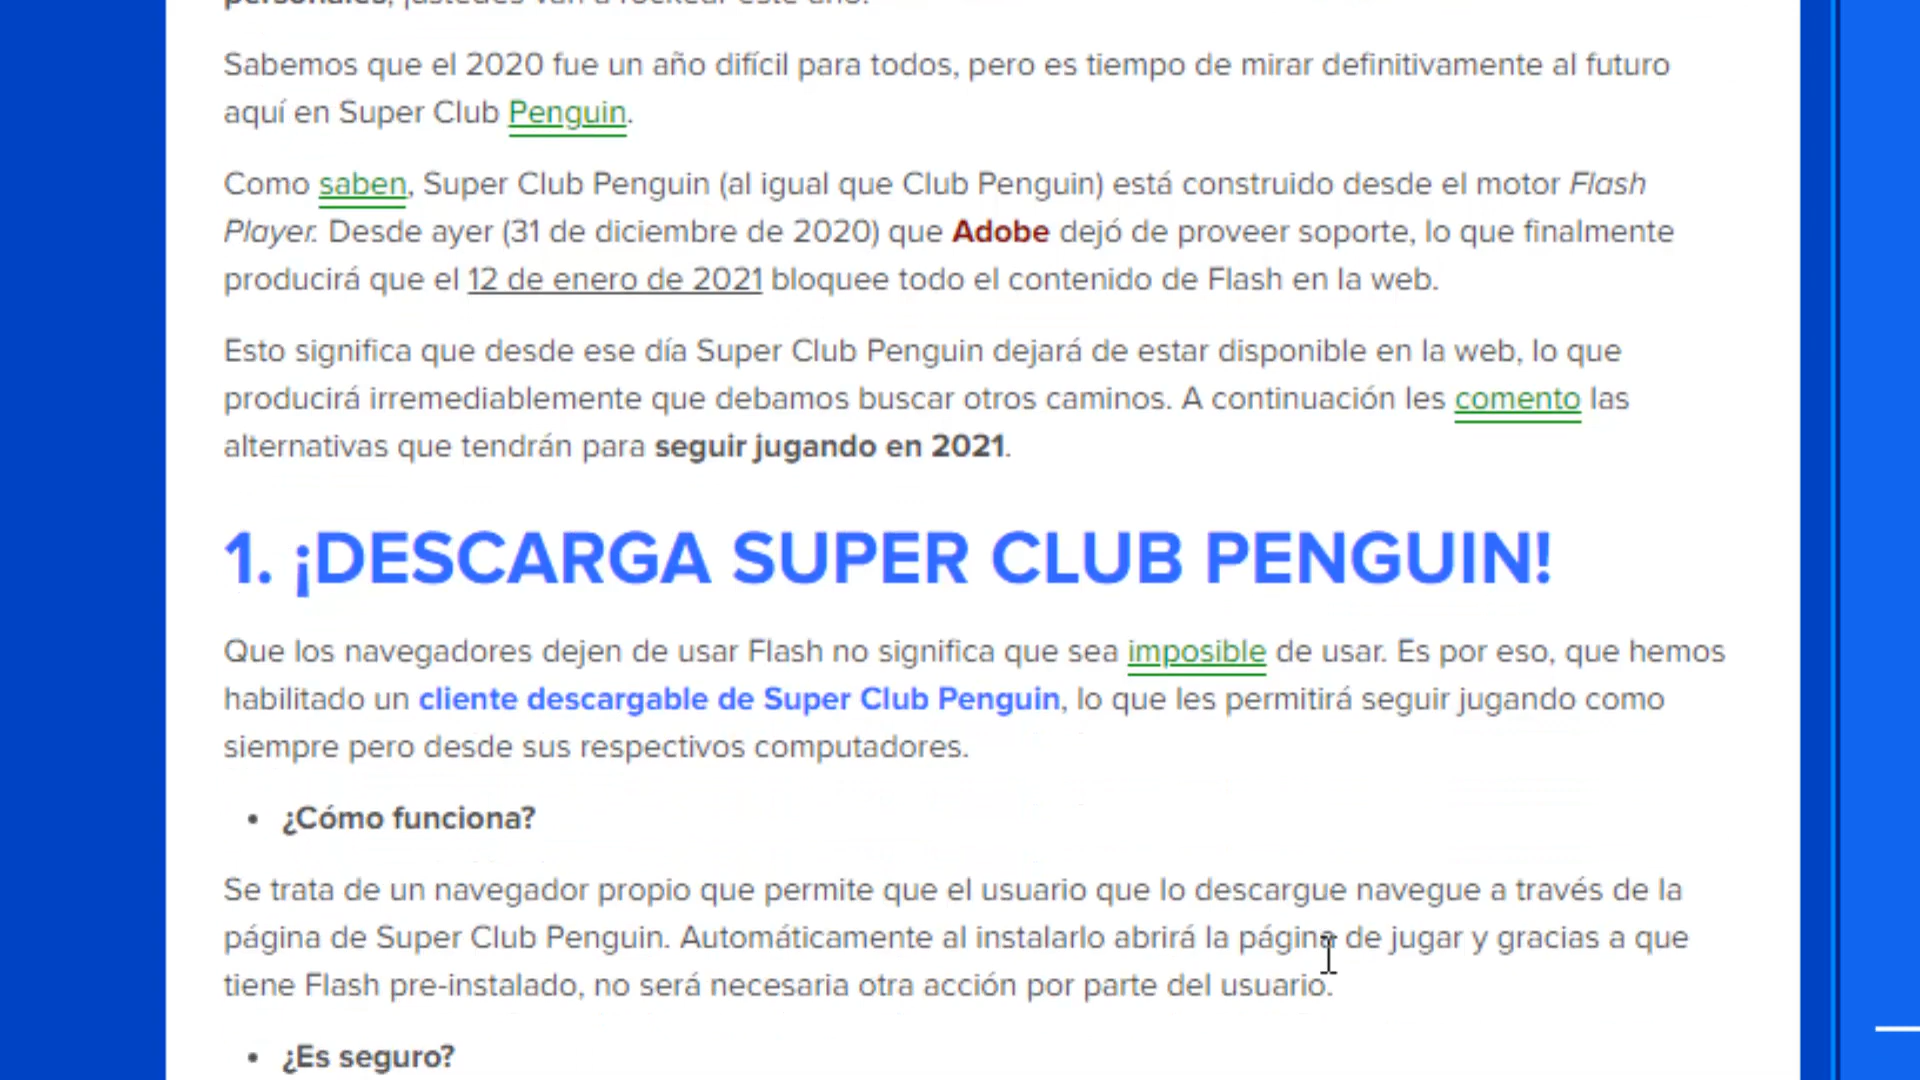 personales, ¡ustedes van a rockear este año!
Sabemos que el 2020 fue un año difícil para todos, pero es tiempo de mirar definitivamente al futuro
aquí en Super Club Penguin.
Como saben, Super Club Penguin (al igual que Club Penguin) está construido desde el motor Flash
Player. Desde ayer (31 de diciembre de 2020) que Adobe dejó de proveer soporte, lo que finalmente
producirá que el 12 de enero de 2021 bloquee todo el contenido de Flash en la web.
Esto significa que desde ese día Super Club Penguin dejará de estar disponible en la web, lo que
producirá irremediablemente que debamos buscar otros caminos. A continuación les comento las
alternativas que tendrán para seguir jugando en 2021.
1. ¡DESCARGA SUPER CLUB PENGUIN!
Que los navegadores dejen de usar Flash no significa que sea imposible de usar. Es por eso, que hemos
habilitado un cliente descargable de Super Club Penguin, lo que les permitirá seguir jugando como
siempre pero desde sus respectivos computadores.
• ¿Cómo funciona?
Se trata de un navegador propio que permite que el usuario que lo descargue navegue a través de la
página de Super Club Penguin. Automáticamente al instalarlo abrirá la página de jugar y gracias a que
tiene Flash pre-instalado, no será necesaria otra acción por parte del usuario.
• ¿Es seguro?